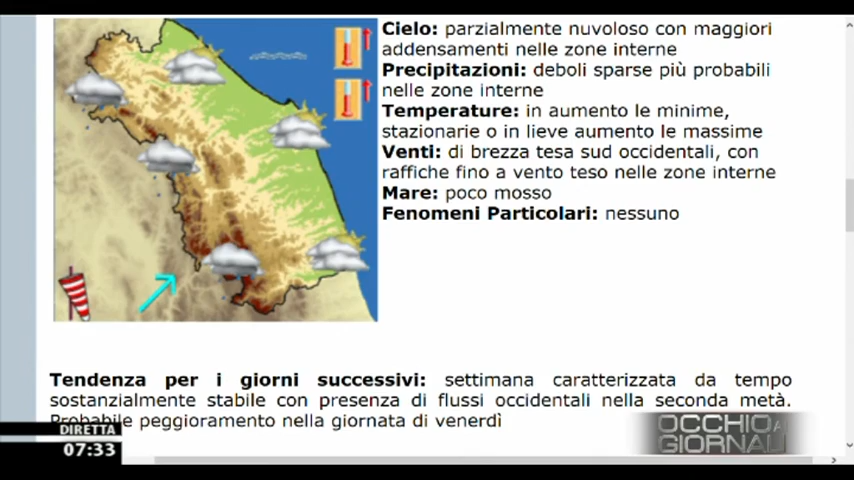 Cielo: parzialmente nuvoloso con maggiori
addensamenti nelle zone interne
Precipitazioni: deboli sparse più probabili
nelle zone interne
Temperature: in aumento le minime,
stazionarie o in lieve aumento le massime
Venti: di brezza tesa sud occidentali, con
raffiche fino a vento teso nelle zone interne
Mare: poco mosso
Fenomeni Particolari: nessuno
Tendenza per i giorni successivi: settimana caratterizzata da tempo
sostanzialmente stabile con presenza di flussi occidentali nella seconda metà.
Probabile peggioramento nella giornata di venerdì
DIRETTA
07:33
OCCHIO AI
GIORNALI